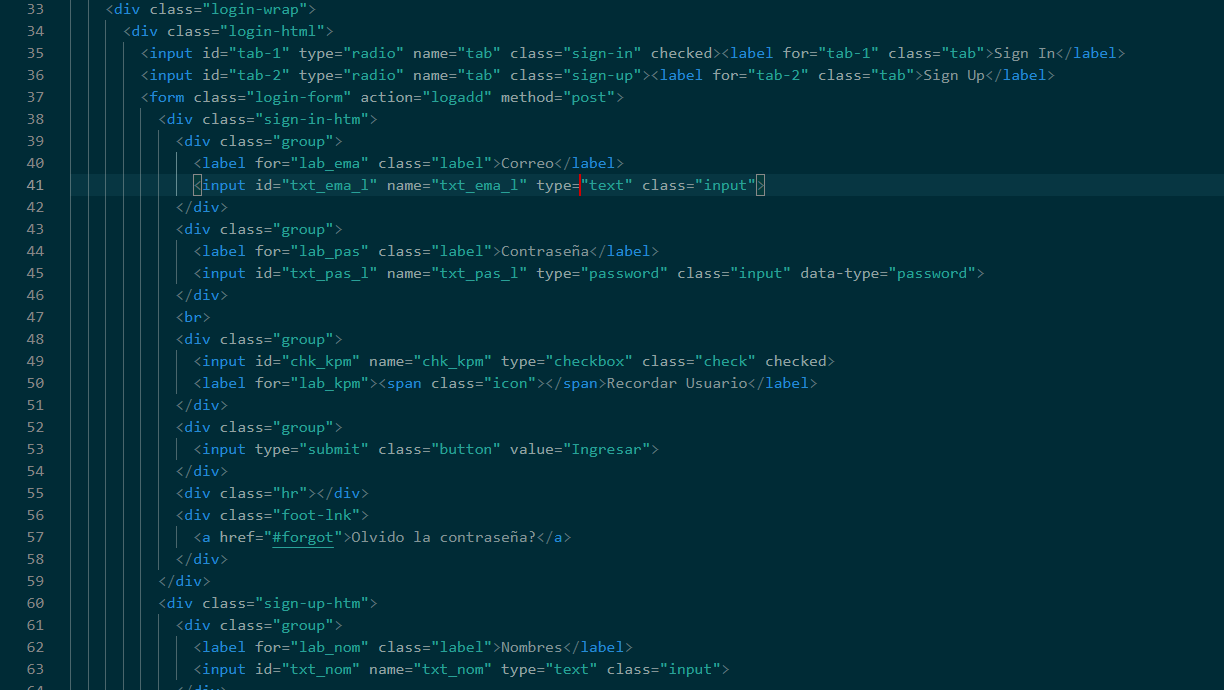 33 <div class="login-wrap">
34 <div class="login-html">
35 <input id="tab-1" type="radio" name="tab" class="sign-in" checked><label for="tab-1" class="tab">Sign In</label>
36 <input id="tab-2" type="radio" name="tab" class="sign-up"><label for="tab-2" class="tab">Sign Up</label>
37 <form class="login-form" action="logadd" method="post">
38 <div class="sign-in-htm">
39 <div class="group">
40 <label for="lab_ema" class="label">Correo</label>
41 <input id="txt_ema_l" name="txt_ema_l" type="text" class="input">
42 </div>
43 <div class="group">
44 <label for="lab_pas" class="label">Contraseña</label>
45 <input id="txt_pas_l" name="txt_pas_l" type="password" class="input" data-type="password">
46 </div>
47 <br>
48 <div class="group">
49 <input id="chk_kpm" name="chk_kpm" type="checkbox" class="check" checked>
50 <label for="lab_kpm"><span class="icon"></span>Recordar Usuario</label>
51 </div>
52 <div class="group">
53 <input type="submit" class="button" value="Ingresar">
54 </div>
55 <div class="hr"></div>
56 <div class="foot-lnk">
57 <a href="#forgot">Olvido la contraseña?</a>
58 </div>
59 </div>
60 <div class="sign-up-htm">
61 <div class="group">
62 <label for="lab_nom" class="label">Nombres</label>
63 <input id="txt_nom" name="txt_nom" type="text" class="input">
64 </div>